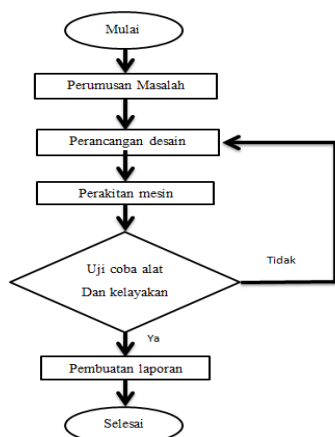 Mulai
Perumusan Masalah
Perancangan desain
Perakitan mesin
Uji coba alat
Dan kelayakan
Tidak
Ya
Pembuatan laporan
Selesai